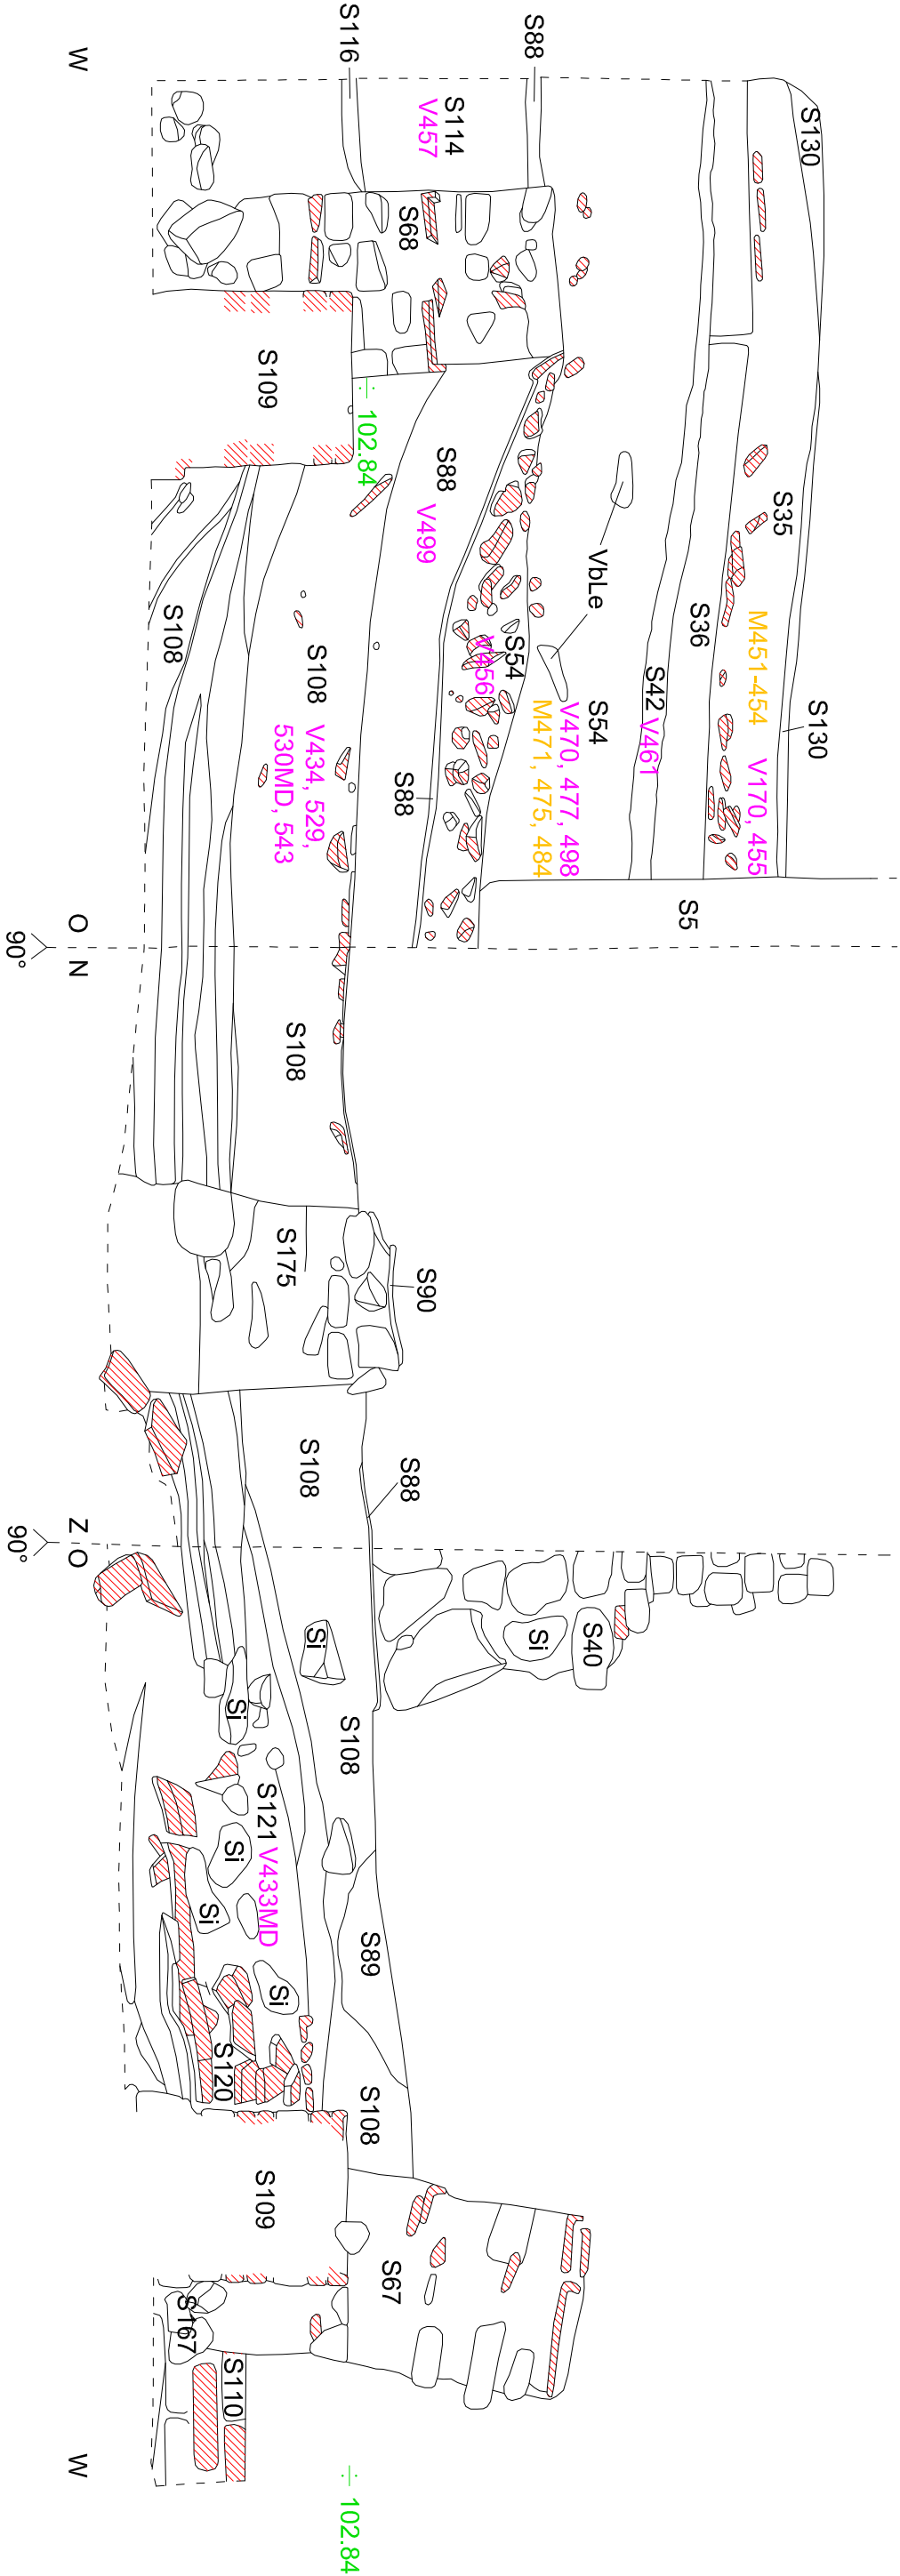 W
S116
S88
S114
V457
S130
S68
S109
÷ 102.84
S88
V499
S35
VbLe
S36
M451-454
V170, 455
S130
S42
V461
S54
V456
S54
V470, 477, 498
M471, 475, 484
S108
S108
V434, 529,
530MD, 543
S88
S5
O
N
90°
S108
S175
S90
S108
S88
Z
O
90°
Si
Si
S40
Si
S108
S121
V433MD
Si
Si
Si
S89
S120
S108
S109
S67
S167
S110
W
÷ 102.84